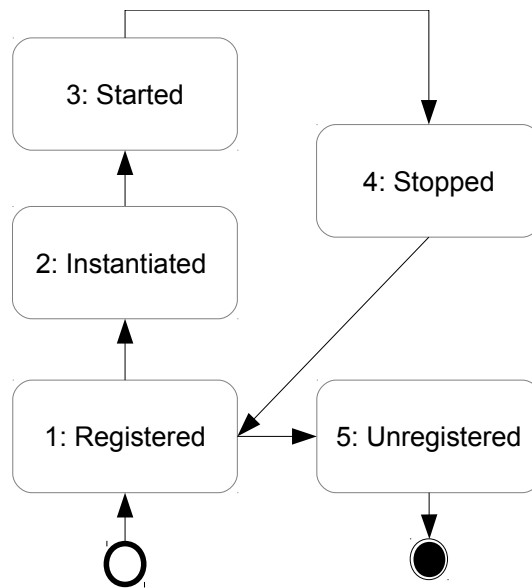 3: Started
4: Stopped
2: Instantiated
1: Registered
5: Unregistered